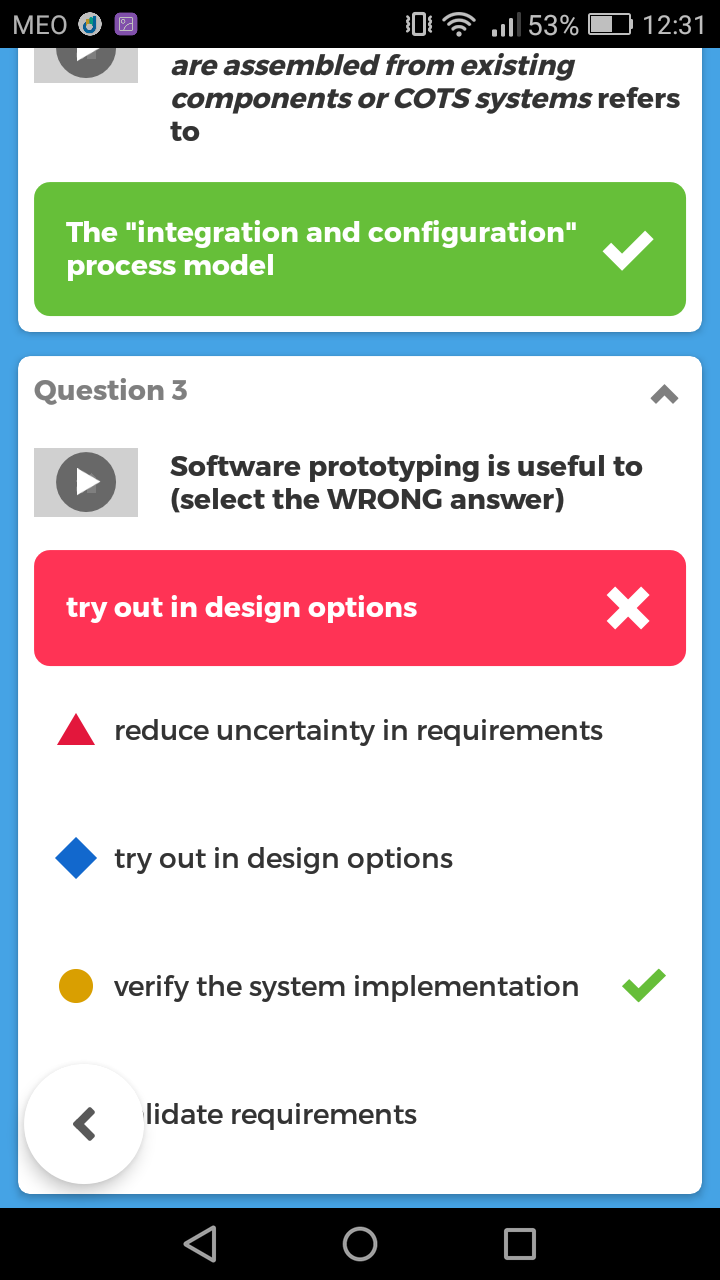 MEO 53% 12:31
are assembled from existing
components or COTS systems refers
to
The "integration and configuration"
process model
Question 3
Software prototyping is useful to
(select the WRONG answer)
try out in design options
reduce uncertainty in requirements
try out in design options
verify the system implementation
lidate requirements